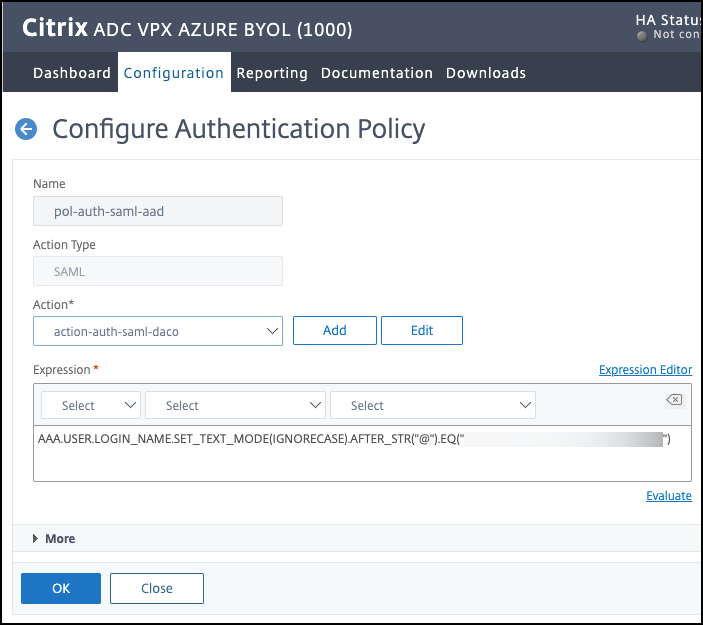 Citrix ADC VPX AZURE BYOL (1000)
HA Status
Not con
Dashboard Configuration Reporting Documentation Downloads
Configure Authentication Policy
Name
pol-auth-saml-aad
Action Type
SAML
Action*
action-auth-saml-daco
Add
Edit
Expression *
Expression Editor
Select
Select
Select
AAA.USER.LOGIN_NAME.SET_TEXT_MODE(IGNORECASE).AFTER_STR("@").EQ(" ")
Evaluate
More
OK
Close